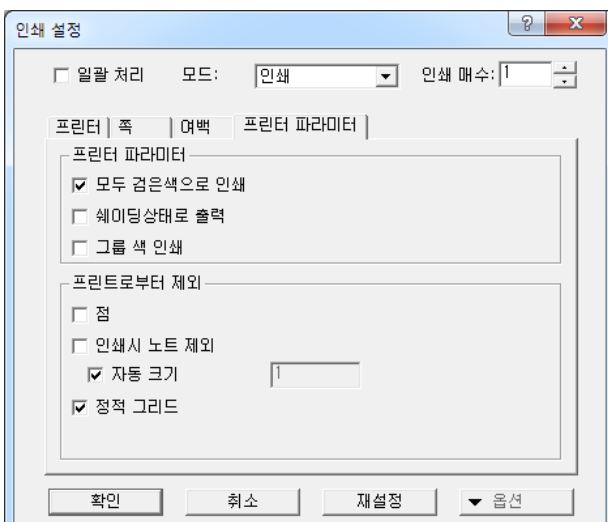 인쇄 설정
일괄 처리 모드: 인쇄 인쇄 매수: 1
프린터 쪽 여백 프린터 파라미터
프린터 파라미터
모두 검은색으로 인쇄
쉐이딩상태로 출력
그룹 색 인쇄
프린트로부터 제외
점
인쇄시 노트 제외
자동 크기 1
정적 그리드
확인 취소 재설정 옵션